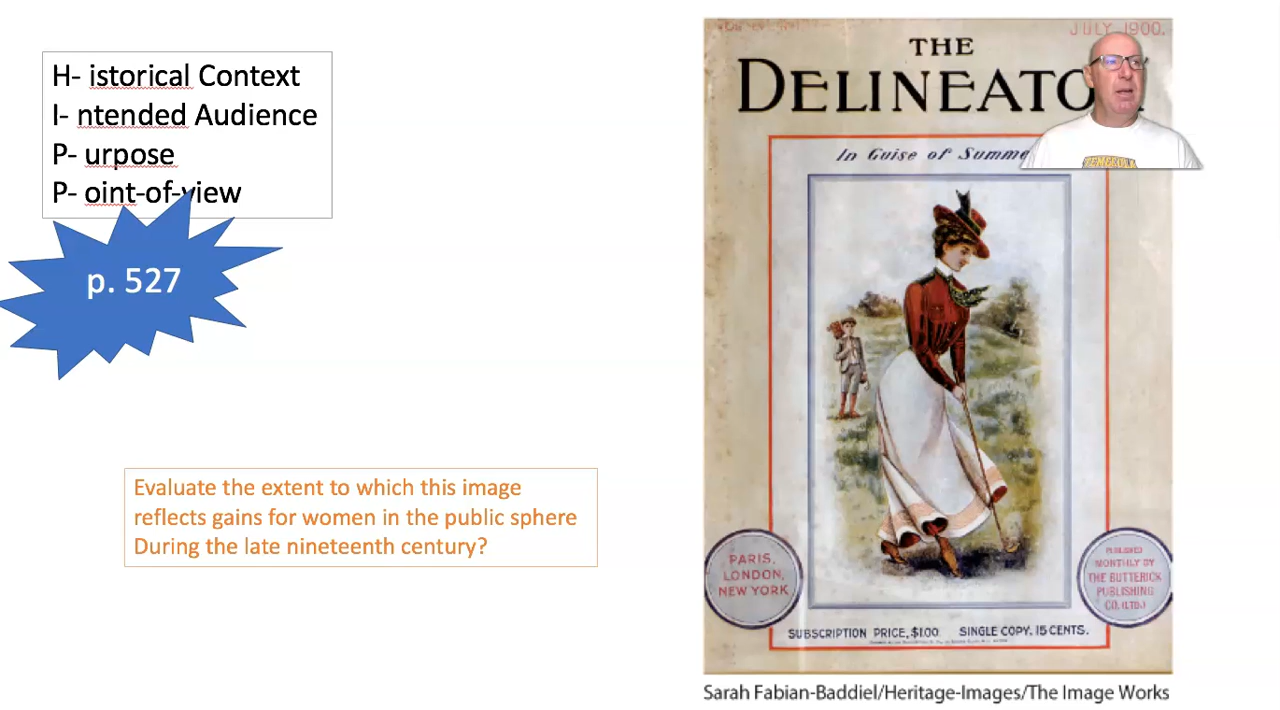 H- istorical Context
I- ntended Audience
P- urpose
P- oint-of-view
p. 527
Evaluate the extent to which this image
reflects gains for women in the public sphere
During the late nineteenth century?
JULY 1900.
THE
DELINEATO
In Guise of Summe
PARIS,
LONDON,
NEW YORK
PUBLISHED
MONTHLY BY
THE BUTTERICK
PUBLISHING
CO. (LTD.)
SUBSCRIPTION PRICE, $1.00. SINGLE COPY, 15 CENTS.
Sarah Fabian-Baddiel/Heritage-Images/The Image Works
TEMECULA